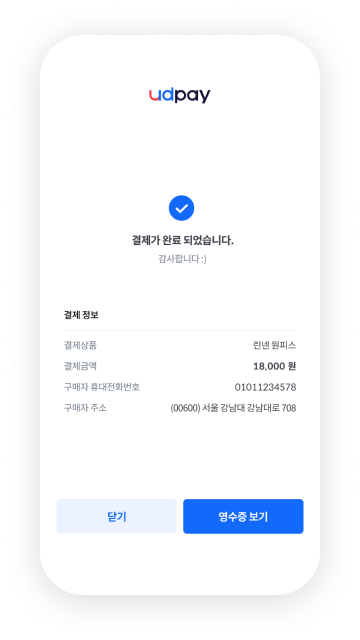 udpay
결제가 완료 되었습니다.
감사합니다 :)
결제 정보
결제상품 린넨 원피스
결제금액 18,000 원
구매자 휴대전화번호 01011234578
구매자 주소 (00600) 서울 강남대 강남대로 708
닫기 영수증 보기